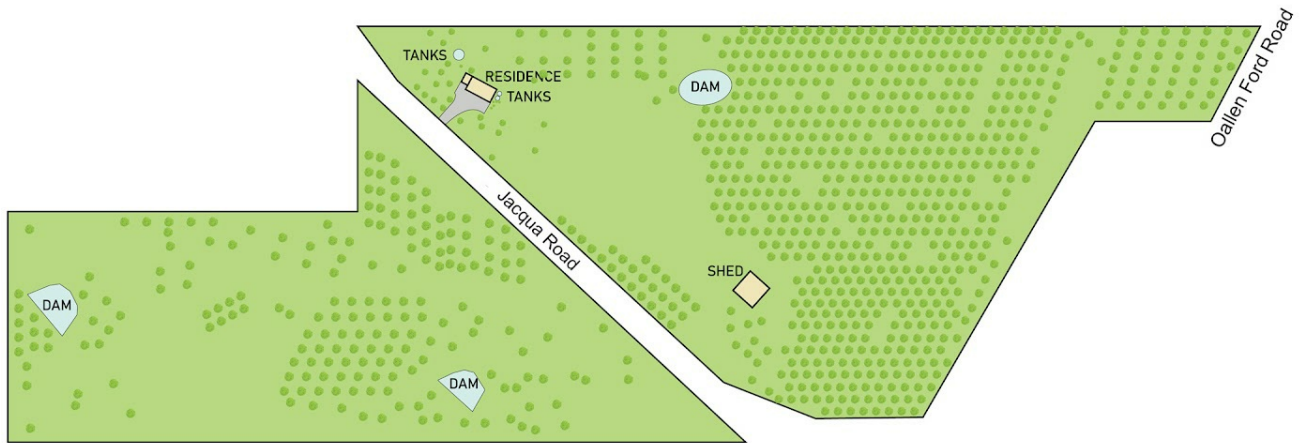 TANKS
RESIDENCE
TANKS
DAM
Oallen Ford Road
Jacqua Road
SHED
DAM
DAM